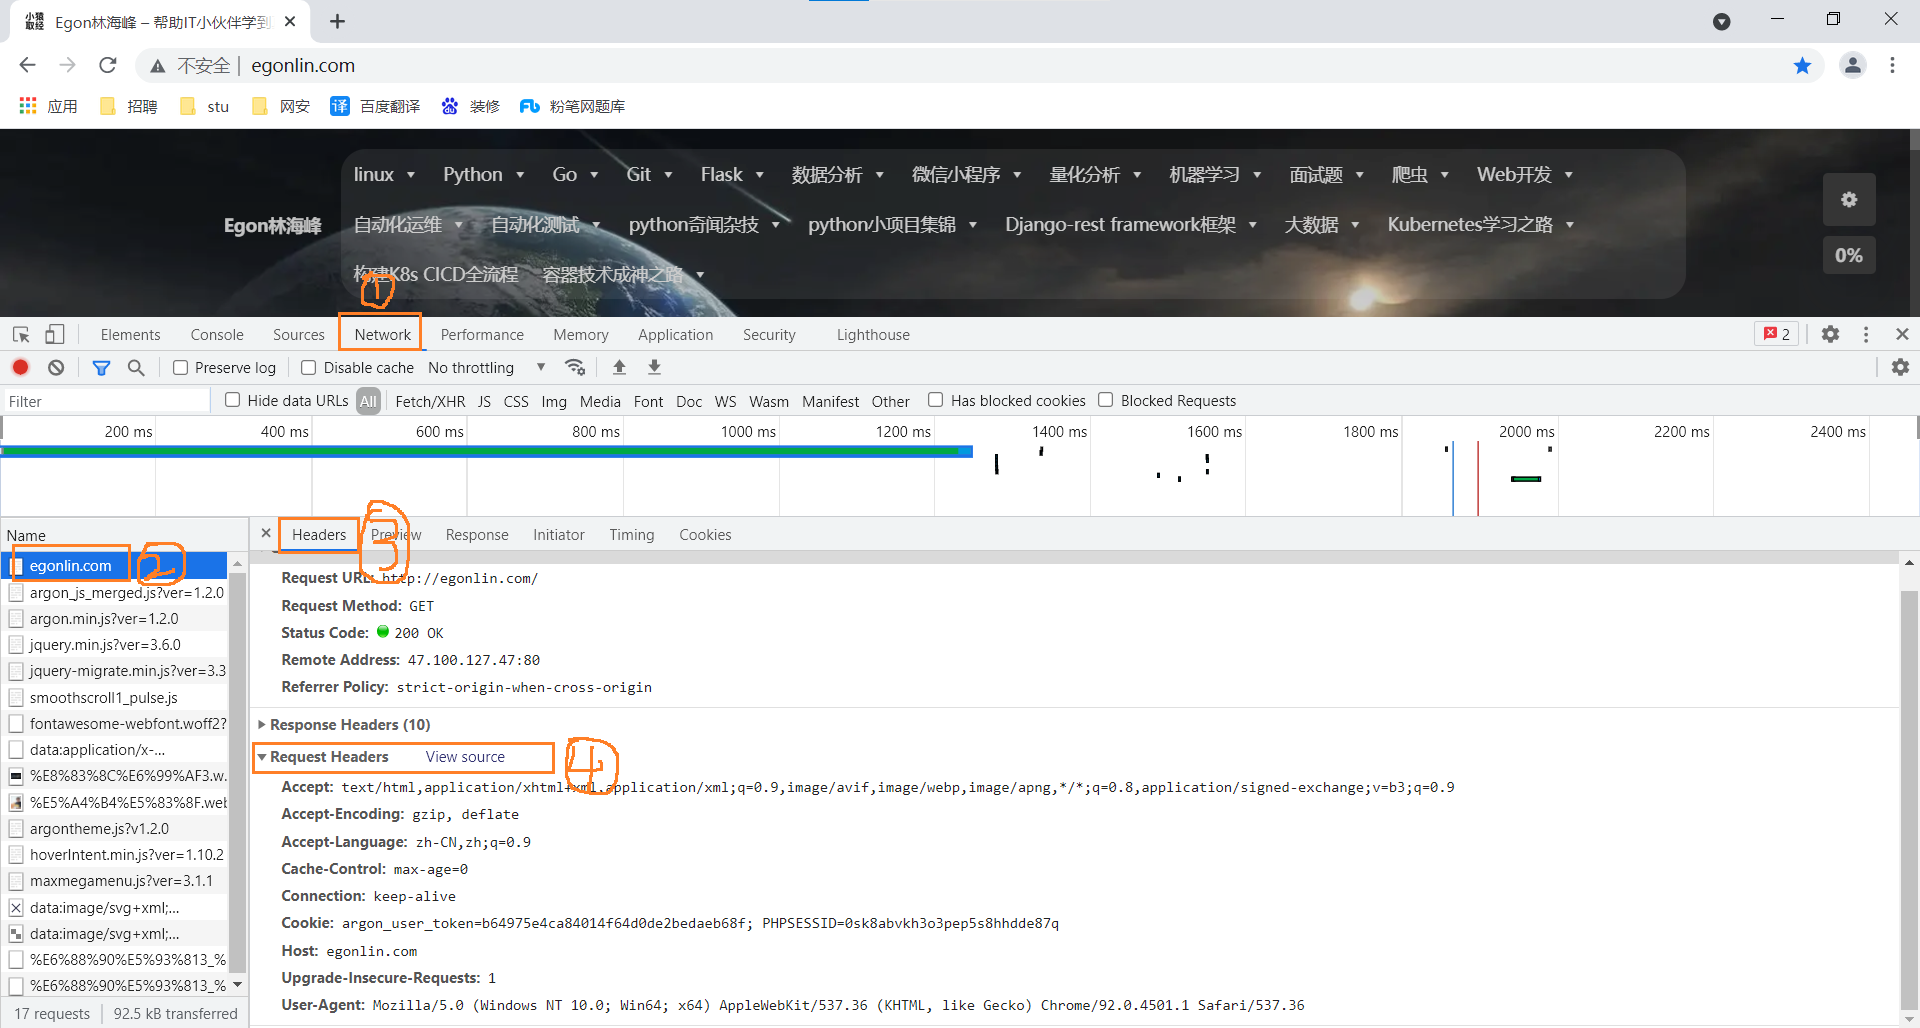 小猿取经 Egon林海峰 – 帮助IT小伙伴学到
不安全 | egonlin.com
应用 招聘 stu 网安 译 百度翻译 du 装修 粉笔网题库
linux Python Go Git Flask 数据分析 微信小程序 量化分析 机器学习 面试题 爬虫 Web开发
Egon林海峰 自动化运维 自动化测试 python奇闻杂技 python小项目集锦 Django-rest framework框架 大数据 Kubernetes学习之路
0%
构建K8s CICD全流程 容器技术成神之路
1
Elements Console Sources Network Performance Memory Application Security Lighthouse 2
Preserve log Disable cache No throttling
Filter Hide data URLs All Fetch/XHR JS CSS Img Media Font Doc WS Wasm Manifest Other Has blocked cookies Blocked Requests
200 ms 400 ms 600 ms 800 ms 1000 ms 1200 ms 1400 ms 1600 ms 1800 ms 2000 ms 2200 ms 2400 ms
Name
egonlin.com 2
argon_js_merged.js?ver=1.2.0
argon.min.js?ver=1.2.0
jquery.min.js?ver=3.6.0
jquery-migrate.min.js?ver=3.3
smoothscroll1_pulse.js
fontawesome-webfont.woff2?
data:application/x-...
%E8%83%8C%E6%99%AF3.w.
%E5%A4%B4%E5%83%8F.web
argontheme.js?v1.2.0
hoverIntent.min.js?ver=1.10.2
maxmegamenu.js?ver=3.1.1
data:image/svg+xml;...
data:image/svg+xml;...
%E6%88%90%E5%93%813_%
%E6%88%90%E5%93%813_%
17 requests 92.5 kB transferred
Headers Preview Response Initiator Timing Cookies
3
Request URL: http://egonlin.com/
Request Method: GET
Status Code: 200 OK
Remote Address: 47.100.127.47:80
Referrer Policy: strict-origin-when-cross-origin
Response Headers (10)
Request Headers View source 4
Accept: text/html,application/xhtml+xml,application/xml;q=0.9,image/avif,image/webp,image/apng,*/*;q=0.8,application/signed-exchange;v=b3;q=0.9
Accept-Encoding: gzip, deflate
Accept-Language: zh-CN,zh;q=0.9
Cache-Control: max-age=0
Connection: keep-alive
Cookie: argon_user_token=b64975e4ca84014f64d0de2bedaeb68f; PHPSESSID=0sk8abvkh3o3pep5s8hhdde87q
Host: egonlin.com
Upgrade-Insecure-Requests: 1
User-Agent: Mozilla/5.0 (Windows NT 10.0; Win64; x64) AppleWebKit/537.36 (KHTML, like Gecko) Chrome/92.0.4501.1 Safari/537.36